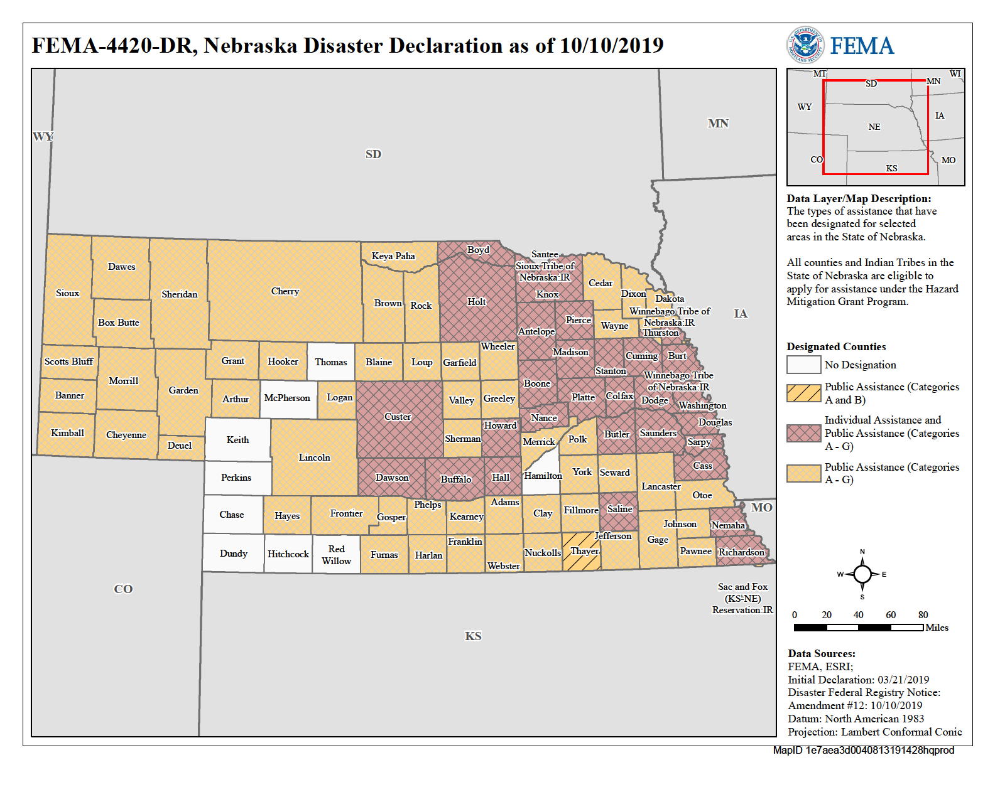 FEMA-4420-DR, Nebraska Disaster Declaration as of 10/10/2019
U.S. DEPARTMENT OF
HOMELAND SECURITY
FEMA
WY
SD
MN
IA
MO
CO
KS
MT
SD
MN
WI
WY
IA
NE
CO
KS
MO
Sioux
Dawes
Box Butte
Sheridan
Cherry
Keya Paha
Brown
Rock
Boyd
Holt
Santee
Sioux Tribe of
Nebraska:IR
Knox
Cedar
Dixon
Dakota
Winnebago Tribe of
Nebraska:IR
Thurston
Antelope
Pierce
Wayne
Scotts Bluff
Banner
Kimball
Morrill
Cheyenne
Garden
Deuel
Grant
Hooker
Thomas
Blaine
Loup
Garfield
Wheeler
Madison
Stanton
Cuming
Burt
Winnebago Tribe
of Nebraska:IR
Arthur
McPherson
Logan
Custer
Valley
Greeley
Boone
Platte
Colfax
Dodge
Washington
Nance
Douglas
Keith
Lincoln
Sherman
Howard
Merrick
Polk
Butler
Saunders
Sarpy
Perkins
Dawson
Buffalo
Hall
Hamilton
York
Seward
Lancaster
Cass
Otoe
Chase
Hayes
Frontier
Gosper
Phelps
Kearney
Adams
Clay
Fillmore
Saline
Johnson
Nemaha
Dundy
Hitchcock
Red
Willow
Furnas
Harlan
Franklin
Webster
Nuckolls
Thayer
Jefferson
Gage
Pawnee
Richardson
Sac and Fox
(KS-NE)
Reservation:IR
Data Layer/Map Description:
The types of assistance that have
been designated for selected
areas in the State of Nebraska.
All counties and Indian Tribes in the
State of Nebraska are eligible to
apply for assistance under the Hazard
Mitigation Grant Program.
Designated Counties
No Designation
Public Assistance (Categories
A and B)
Individual Assistance and
Public Assistance (Categories
A - G)
Public Assistance (Categories
A - G)
N
W E
S
0 20 40 60 80
Miles
Data Sources:
FEMA, ESRI;
Initial Declaration: 03/21/2019
Disaster Federal Registry Notice:
Amendment #12: 10/10/2019
Datum: North American 1983
Projection: Lambert Conformal Conic
MapID 1e7aea3d0040813191428hqprod